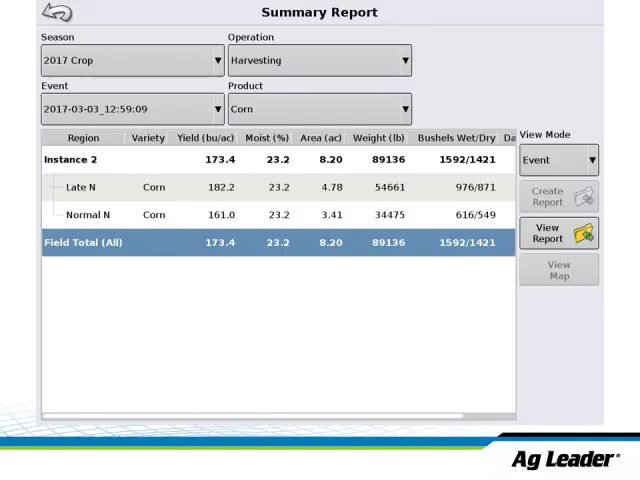 Summary Report
Season
Operation
2017 Crop
Harvesting
Event
Product
2017-03-03_12:59:09
Corn
Region Variety Yield (bu/ac) Moist (%) Area (ac) Weight (lb) Bushels Wet/Dry Da
Instance 2 173.4 23.2 8.20 89136 1592/1421
Late N Corn 182.2 23.2 4.78 54661 976/871
Normal N Corn 161.0 23.2 3.41 34475 616/549
Field Total (All) 173.4 23.2 8.20 89136 1592/1421
View Mode
Event
Create
Report
View
Report
View
Map
Ag Leader®